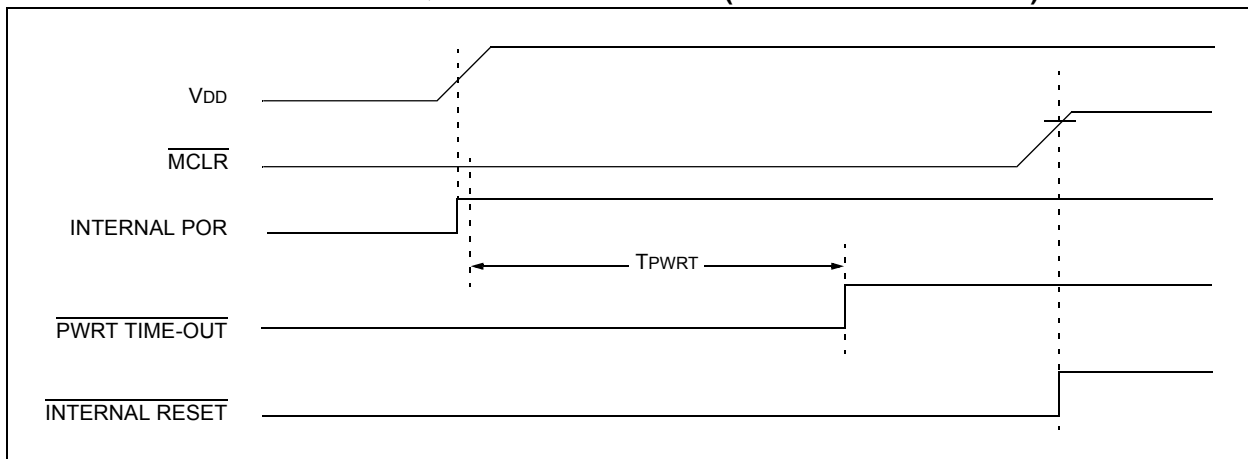 VDD
MCLR
INTERNAL POR
TPWRT
PWRT TIME-OUT
INTERNAL RESET